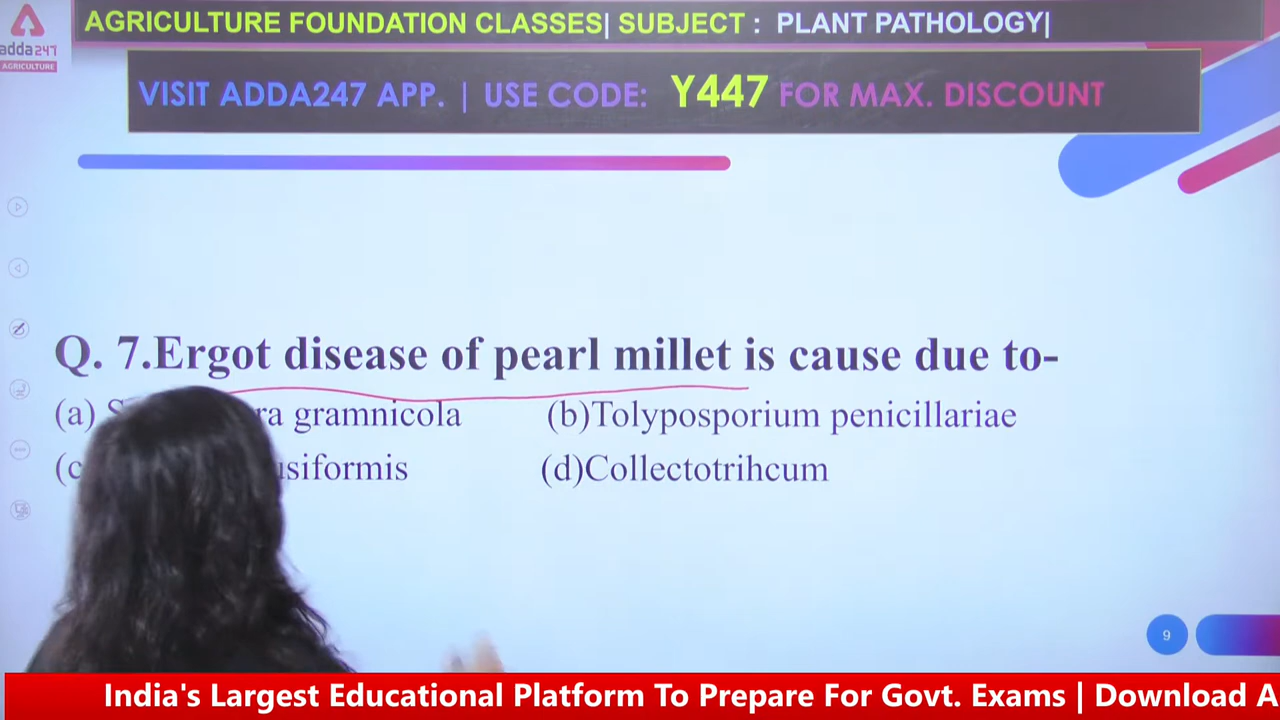 AGRICULTURE FOUNDATION CLASSES| SUBJECT : PLANT PATHOLOGY|
adda247
AGRICULTURE
VISIT ADDA247 APP. | USE CODE: Y447 FOR MAX. DISCOUNT
Q. 7.Ergot disease of pearl millet is cause due to-
(a) gramnicola (b)Tolyposporium penicillariae
(d)Collectotrihcum
9
India's Largest Educational Platform To Prepare For Govt. Exams | Download